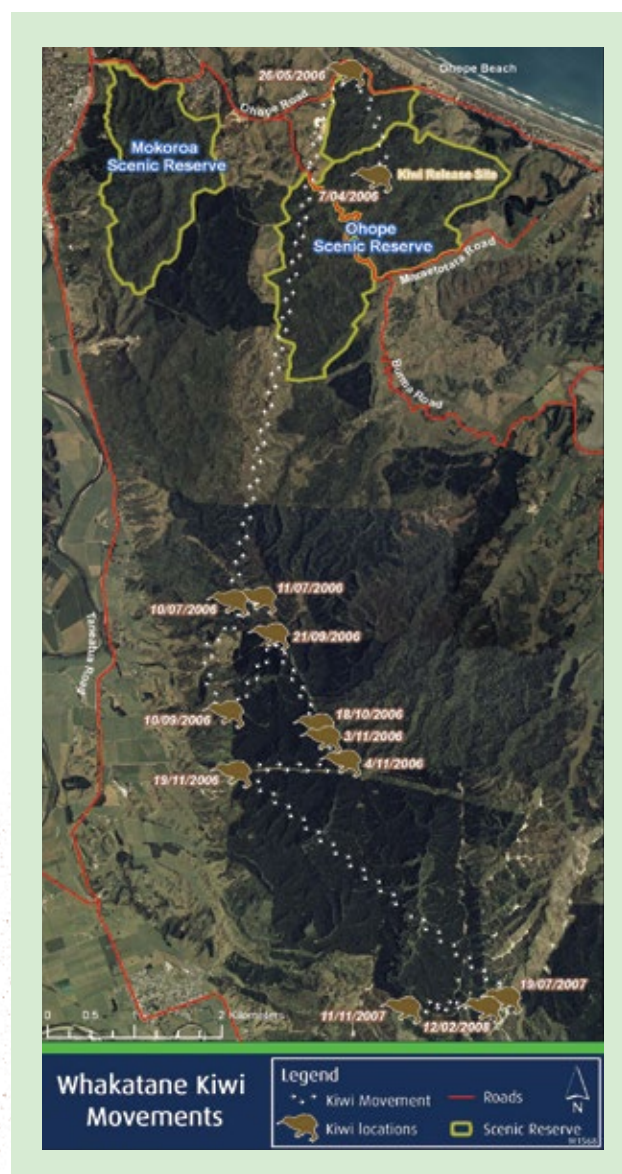 26/05/2006
Ohope Beach
Ohope Road
Mokoroa
Scenic Reserve
Kiwi Release Site
7/04/2006
Ohope
Scenic Reserve
Road
Burma Road
11/07/2006
10/07/2006
21/09/2006
Taneatua Road
10/09/2006
18/10/2006
3/11/2006
4/11/2006
19/11/2006
19/07/2007
11/11/2007
12/02/2008
0 0.5 1 2 Kilometers
Whakatane Kiwi
Movements
Legend
Kiwi Movement
Roads
Kiwi locations
Scenic Reserve
N